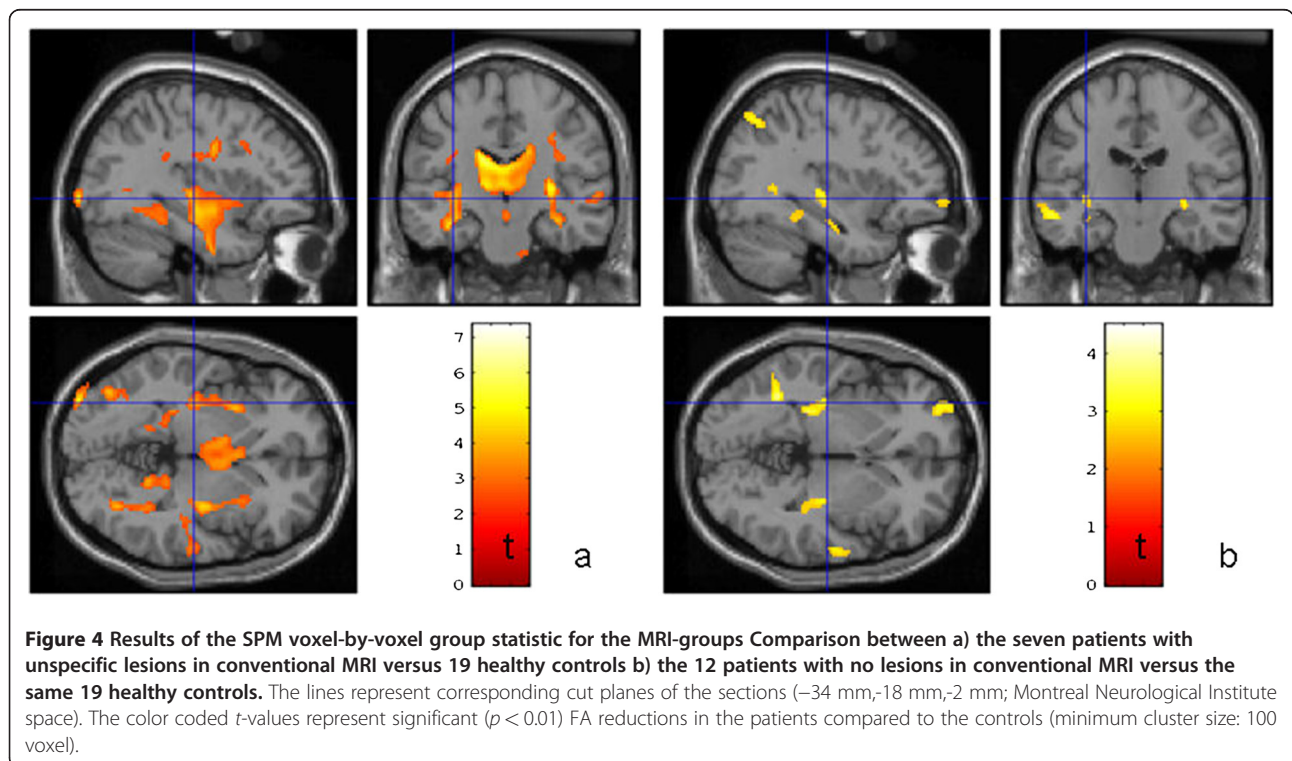 7
6
5
4
3
2
1
0
t
a
4
3
2
1
0
t
b
Figure 4 Results of the SPM voxel-by-voxel group statistic for the MRI-groups Comparison between a) the seven patients with
unspecific lesions in conventional MRI versus 19 healthy controls b) the 12 patients with no lesions in conventional MRI versus the
same 19 healthy controls. The lines represent corresponding cut planes of the sections (−34 mm,-18 mm,-2 mm; Montreal Neurological Institute
space). The color coded t-values represent significant (p < 0.01) FA reductions in the patients compared to the controls (minimum cluster size: 100
voxel).